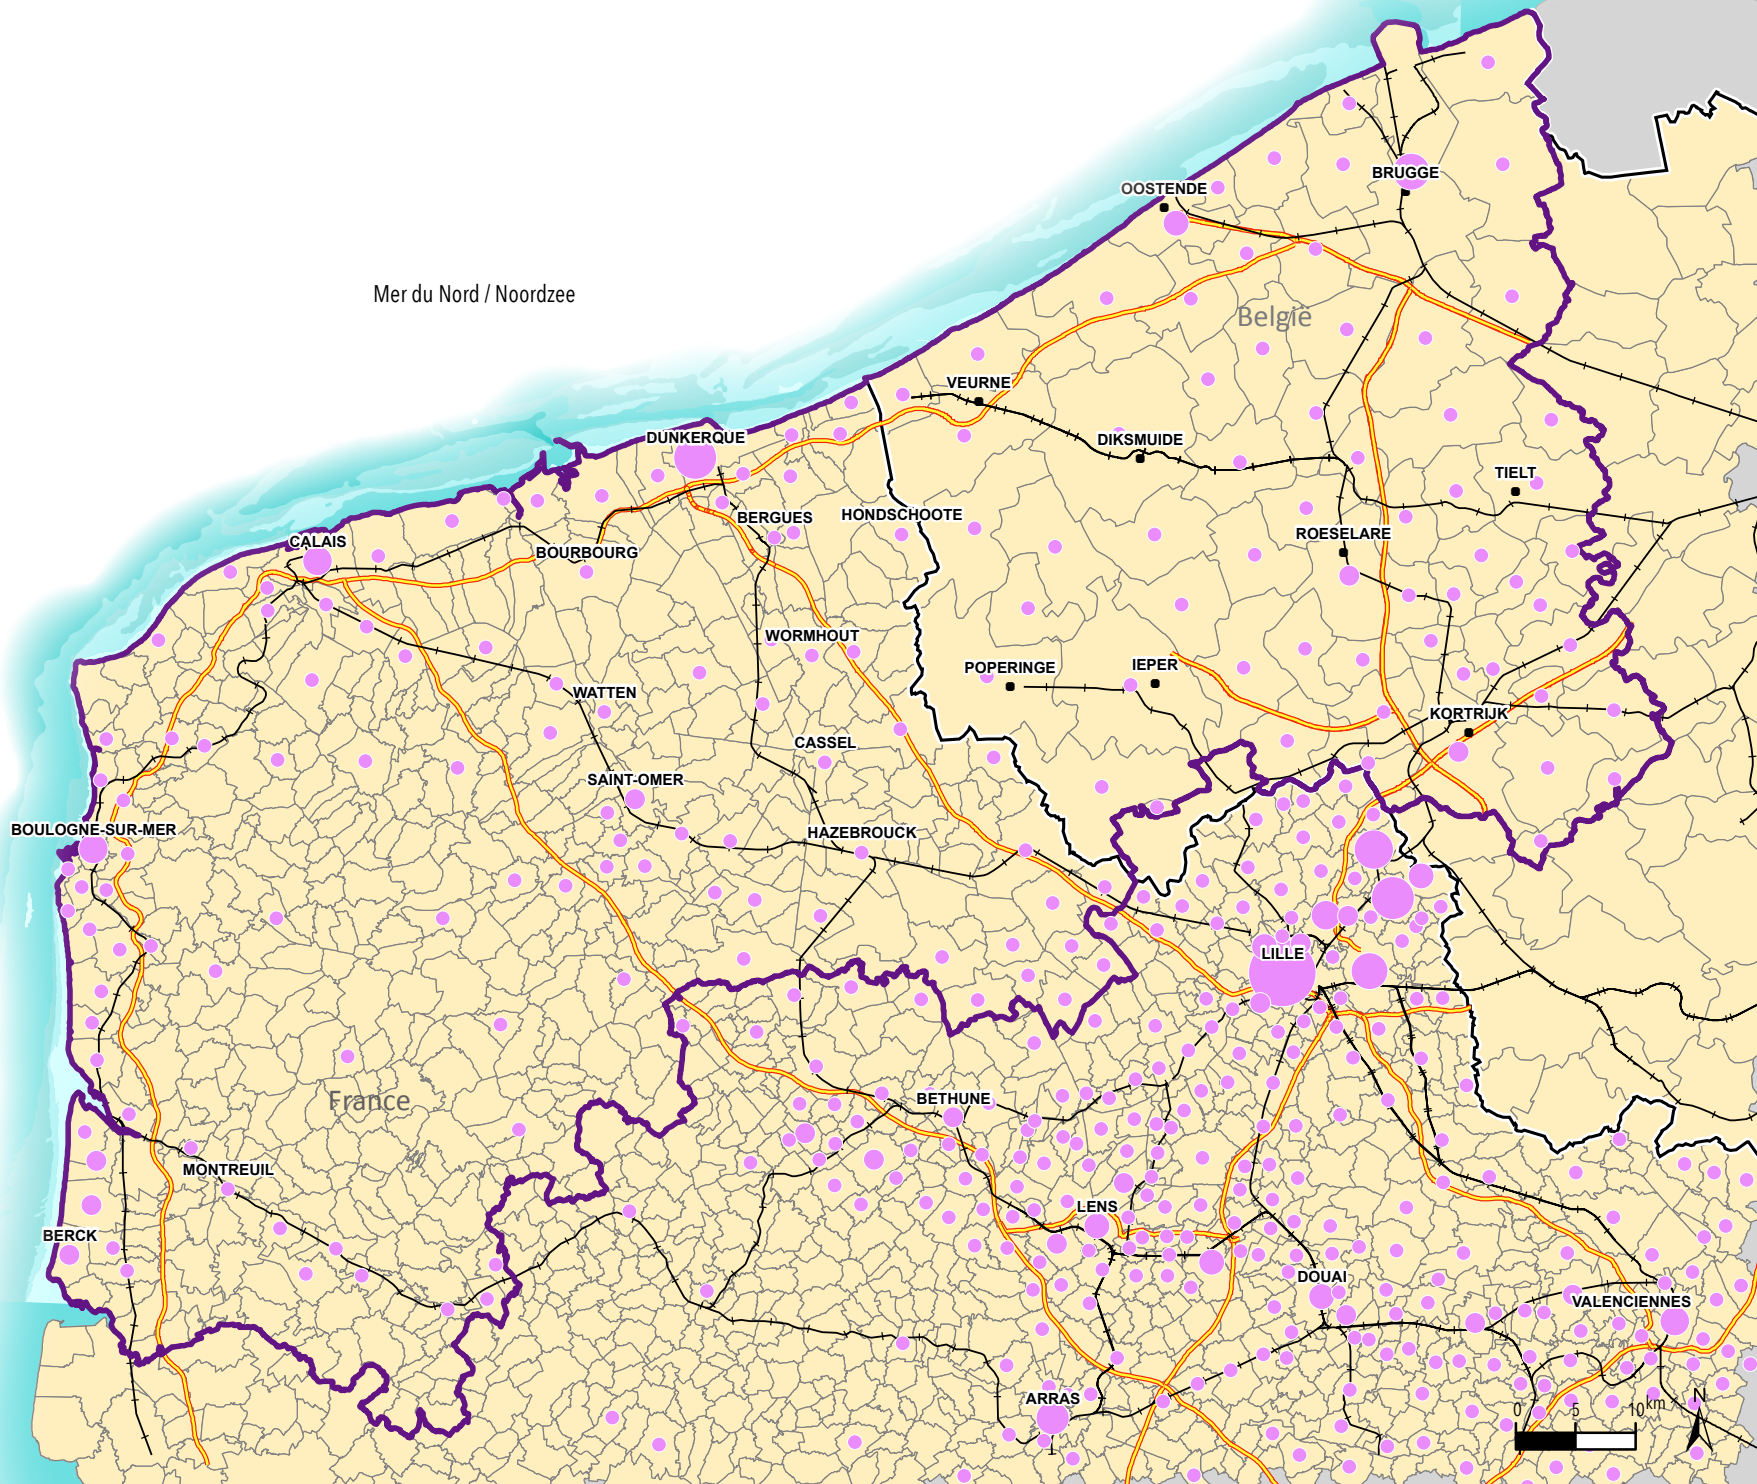 BRUGGE
OOSTENDE
Mer du Nord / Noordzee
België
VEURNE
DUNKERQUE
DIKSMUIDE
TIELT
BERGUES
HONDSCHOOTE
ROESELARE
CALAIS
BOURBOURG
WORMHOUT
POPERINGE
IEPER
WATTEN
KORTRIJK
CASSEL
SAINT-OMER
BOULOGNE-SUR-MER
HAZEBROUCK
LILLE
France
BETHUNE
MONTREUIL
LENS
BERCK
DOUAI
VALENCIENNES
ARRAS
N
0 5 10 km